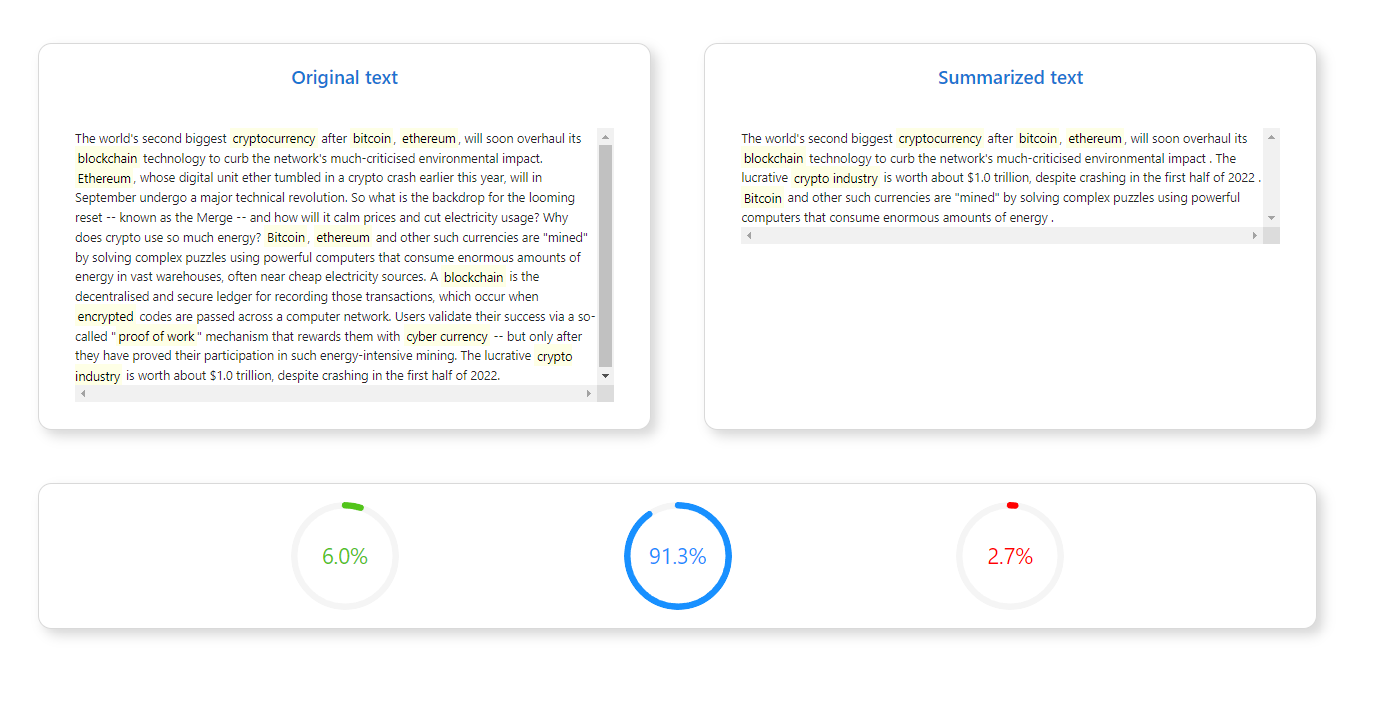 Original text
The world's second biggest cryptocurrency after bitcoin, ethereum, will soon overhaul its
blockchain technology to curb the network's much-criticised environmental impact.
Ethereum, whose digital unit ether tumbled in a crypto crash earlier this year, will in
September undergo a major technical revolution. So what is the backdrop for the looming
reset -- known as the Merge -- and how will it calm prices and cut electricity usage? Why
does crypto use so much energy? Bitcoin, ethereum and other such currencies are "mined"
by solving complex puzzles using powerful computers that consume enormous amounts of
energy in vast warehouses, often near cheap electricity sources. A blockchain is the
decentralised and secure ledger for recording those transactions, which occur when
encrypted codes are passed across a computer network. Users validate their success via a so-
called "proof of work" mechanism that rewards them with cyber currency -- but only after
they have proved their participation in such energy-intensive mining. The lucrative crypto
industry is worth about $1.0 trillion, despite crashing in the first half of 2022.
Summarized text
The world's second biggest cryptocurrency after bitcoin, ethereum, will soon overhaul its
blockchain technology to curb the network's much-criticised environmental impact . The
lucrative crypto industry is worth about $1.0 trillion, despite crashing in the first half of 2022 .
Bitcoin and other such currencies are "mined" by solving complex puzzles using powerful
computers that consume enormous amounts of energy .
6.0%
91.3%
2.7%